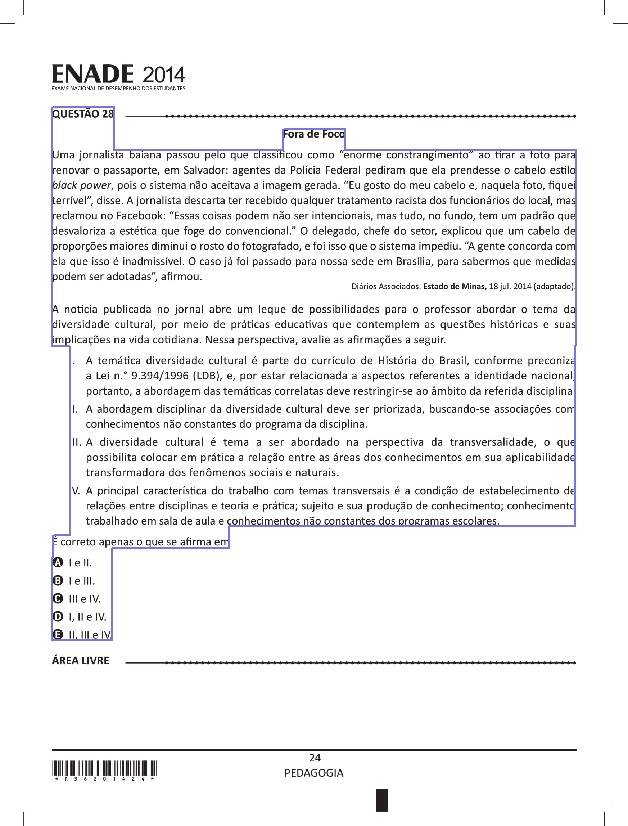 ENADE 2014
EXAME NACIONAL DE DESEMPENHO DOS ESTUDANTES
QUESTÃO 28
Fora de Foco
Uma jornalista baiana passou pelo que classificou como “enorme constrangimento” ao tirar a foto para
renovar o passaporte, em Salvador: agentes da Polícia Federal pediram que ela prendesse o cabelo estilo
black power, pois o sistema não aceitava a imagem gerada. “Eu gosto do meu cabelo e, naquela foto, fiquei
terrível”, disse. A jornalista descarta ter recebido qualquer tratamento racista dos funcionários do local, mas
reclamou no Facebook: “Essas coisas podem não ser intencionais, mas tudo, no fundo, tem um padrão que
desvaloriza a estética que foge do convencional.” O delegado, chefe do setor, explicou que um cabelo de
proporções maiores diminui o rosto do fotografado, e foi isso que o sistema impediu. “A gente concorda com
ela que isso é inadmissível. O caso já foi passado para nossa sede em Brasília, para sabermos que medidas
podem ser adotadas”, afirmou.
Diários Associados. Estado de Minas, 18 jul. 2014 (adaptado).
A notícia publicada no jornal abre um leque de possibilidades para o professor abordar o tema da
diversidade cultural, por meio de práticas educativas que contemplem as questões históricas e suas
implicações na vida cotidiana. Nessa perspectiva, avalie as afirmações a seguir.
I. A temática diversidade cultural é parte do currículo de História do Brasil, conforme preconiza
a Lei n.° 9.394/1996 (LDB), e, por estar relacionada a aspectos referentes a identidade nacional,
portanto, a abordagem das temáticas correlatas deve restringir-se ao âmbito da referida disciplina.
II. A abordagem disciplinar da diversidade cultural deve ser priorizada, buscando-se associações com
conhecimentos não constantes do programa da disciplina.
III. A diversidade cultural é tema a ser abordado na perspectiva da transversalidade, o que
possibilita colocar em prática a relação entre as áreas dos conhecimentos em sua aplicabilidade
transformadora dos fenômenos sociais e naturais.
IV. A principal característica do trabalho com temas transversais é a condição de estabelecimento de
relações entre disciplinas e teoria e prática; sujeito e sua produção de conhecimento; conhecimento
trabalhado em sala de aula e conhecimentos não constantes dos programas escolares.
É correto apenas o que se afirma em
A I e II.
B I e III.
C III e IV.
D I, II e IV.
E II, III e IV.
ÁREA LIVRE
24
PEDAGOGIA
*R36201424*